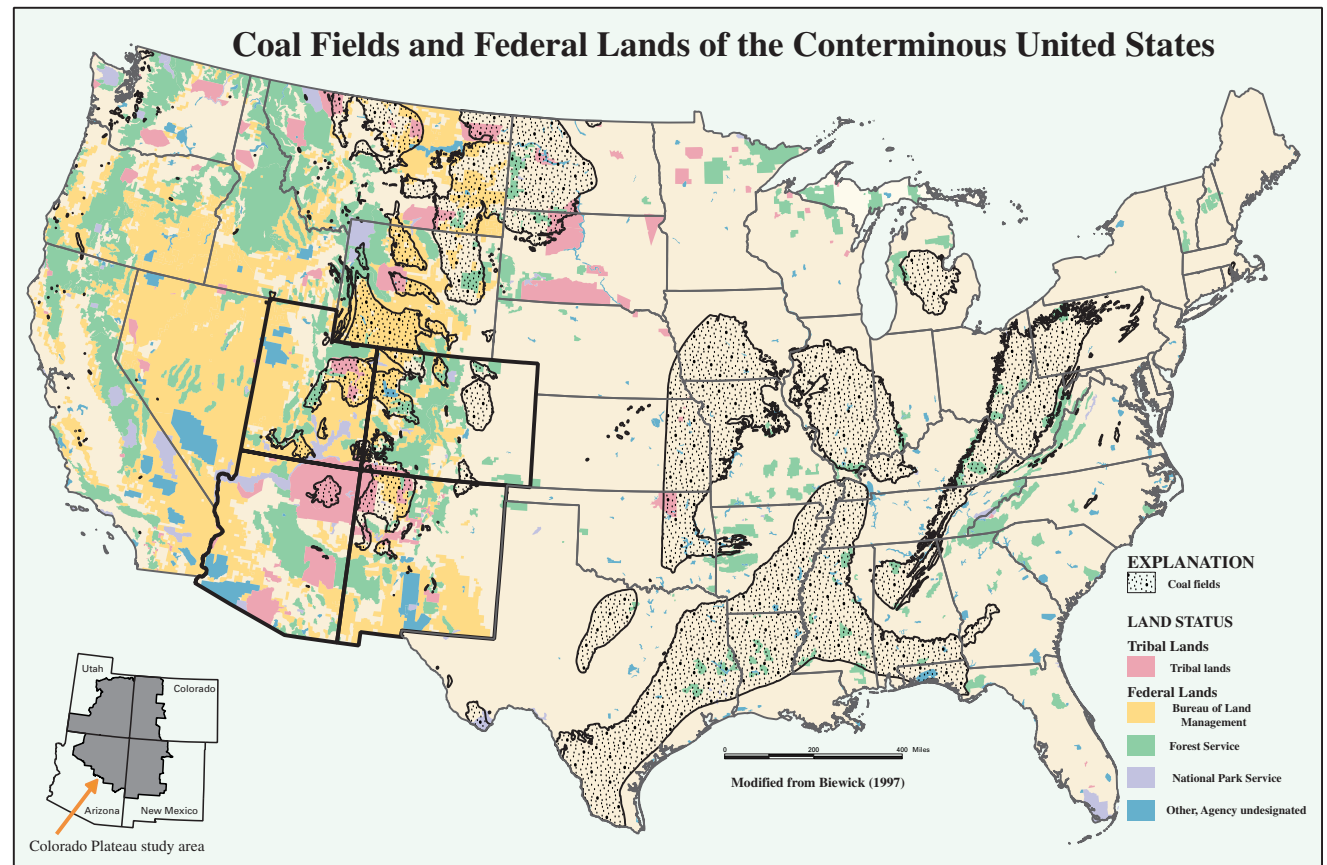 Coal Fields and Federal Lands of the Conterminous United States
EXPLANATION
Coal fields
LAND STATUS
Tribal Lands
Tribal lands
Federal Lands
Bureau of Land
Management
Forest Service
National Park Service
Other, Agency undesignated
0 200 400 Miles
Modified from Biewick (1997)
Utah
Colorado
Arizona
New Mexico
Colorado Plateau study area